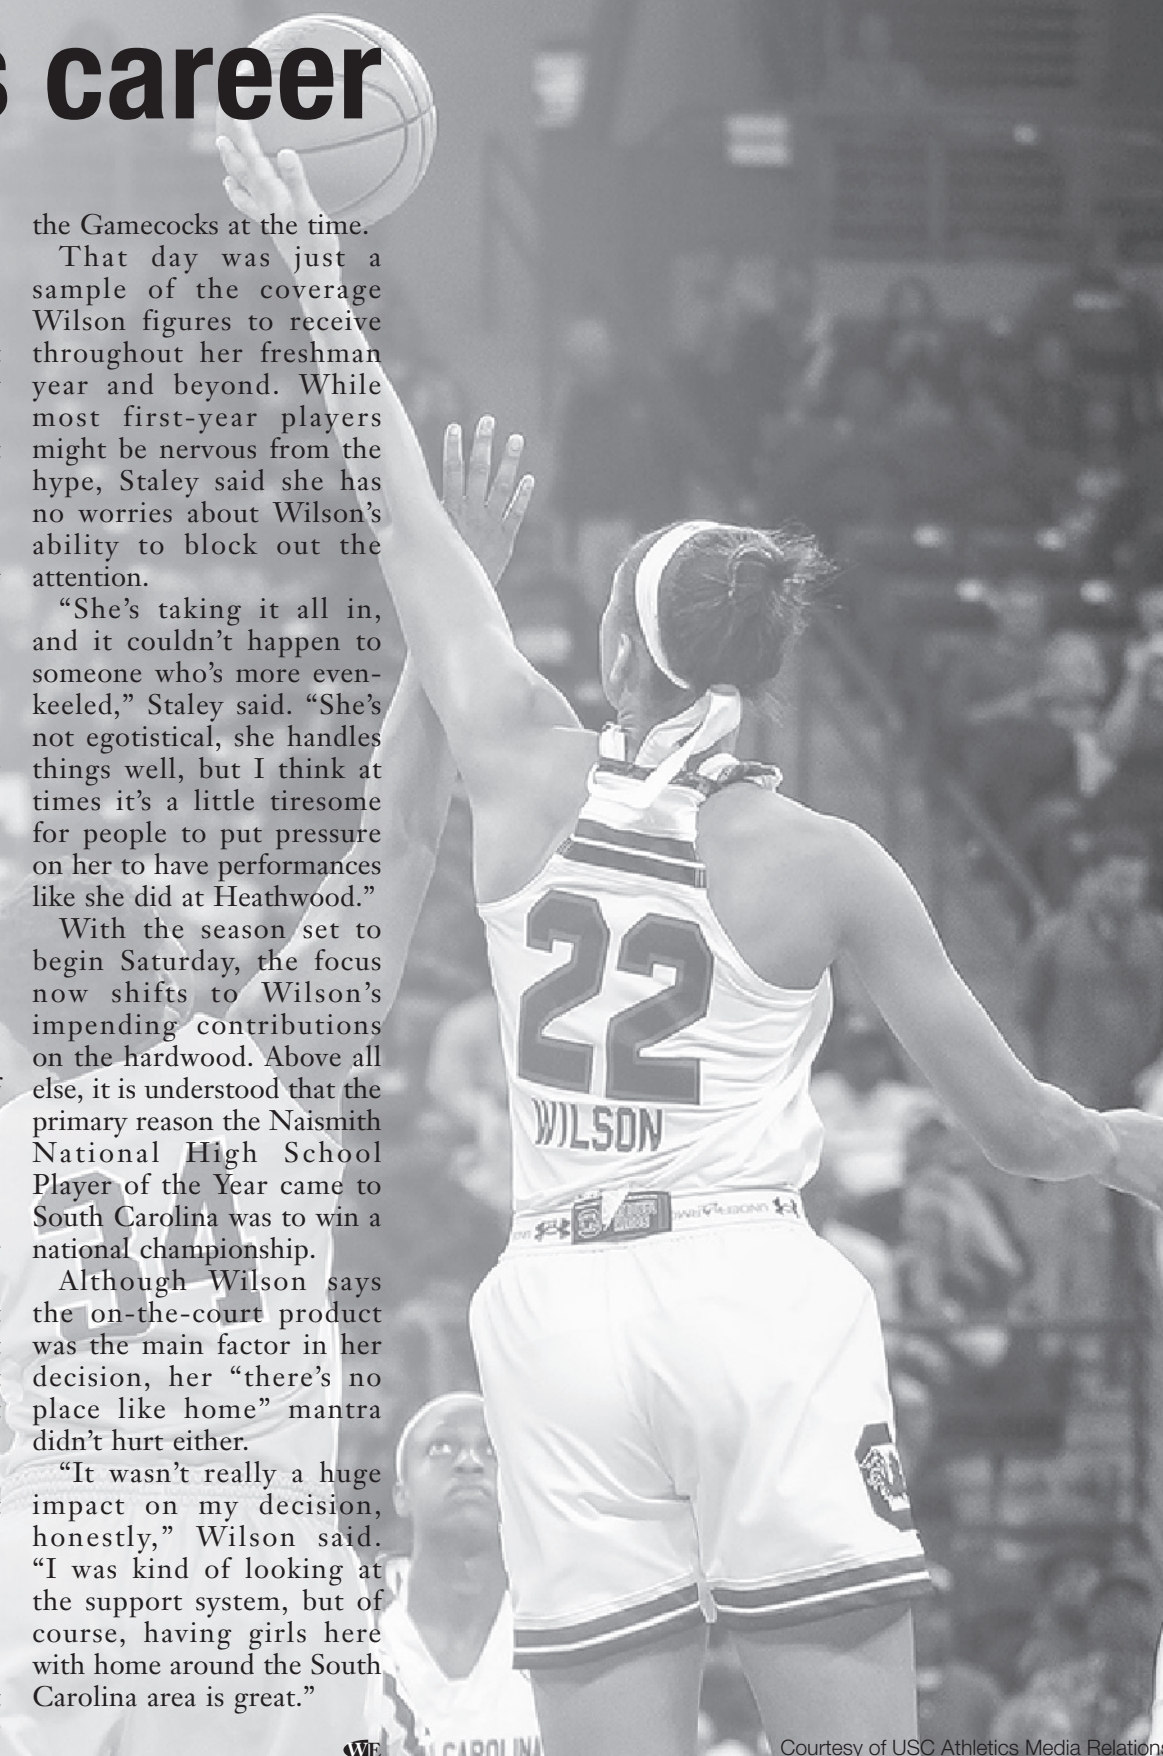 s career
the Gamecocks at the time.
That day was just a
sample of the coverage
Wilson figures to receive
throughout her freshman
year and beyond. While
most first-year players
might be nervous from the
hype, Staley said she has
no worries about Wilson’s
ability to block out the
attention.
“She’s taking it all in,
and it couldn’t happen to
someone who’s more even-
keeled,” Staley said. “She’s
not egotistical, she handles
things well, but I think at
times it’s a little tiresome
for people to put pressure
on her to have performances
like she did at Heathwood.”
With the season set to
begin Saturday, the focus
now shifts to Wilson’s
impending contributions
on the hardwood. Above all
else, it is understood that the
primary reason the Naismith
National High School
Player of the Year came to
South Carolina was to win a
national championship.
Although Wilson says
the on-the-court product
was the main factor in her
decision, her “there’s no
place like home” mantra
didn’t hurt either.
“It wasn’t really a huge
impact on my decision,
honestly,” Wilson said.
“I was kind of looking at
the support system, but of
course, having girls here
with home around the South
Carolina area is great.”
22
WILSON
34
CAROLINA
WE
Courtesy of USC Athletics Media Relations